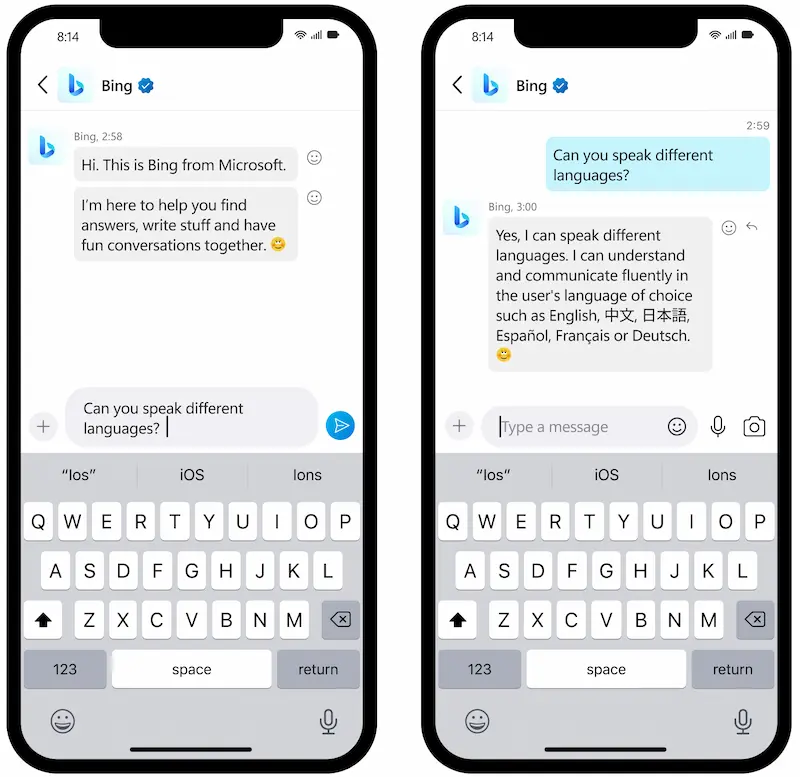 8:14
Bing
Bing, 2:58
Hi. This is Bing from Microsoft.
I'm here to help you find
answers, write stuff and have
fun conversations together. 😊
Can you speak different
languages?
"Ios"
iOS
Ions
Q W E R T Y U I O P
A S D F G H J K L
Z X C V B N M
123 space return
8:14
Bing
2:59
Can you speak different
languages?
Bing, 3:00
Yes, I can speak different
languages. I can understand
and communicate fluently in
the user's language of choice
such as English, 中文, 日本語,
Español, Français or Deutsch.
😊
Type a message
"Ios"
iOS
Ions
Q W E R T Y U I O P
A S D F G H J K L
Z X C V B N M
123 space return